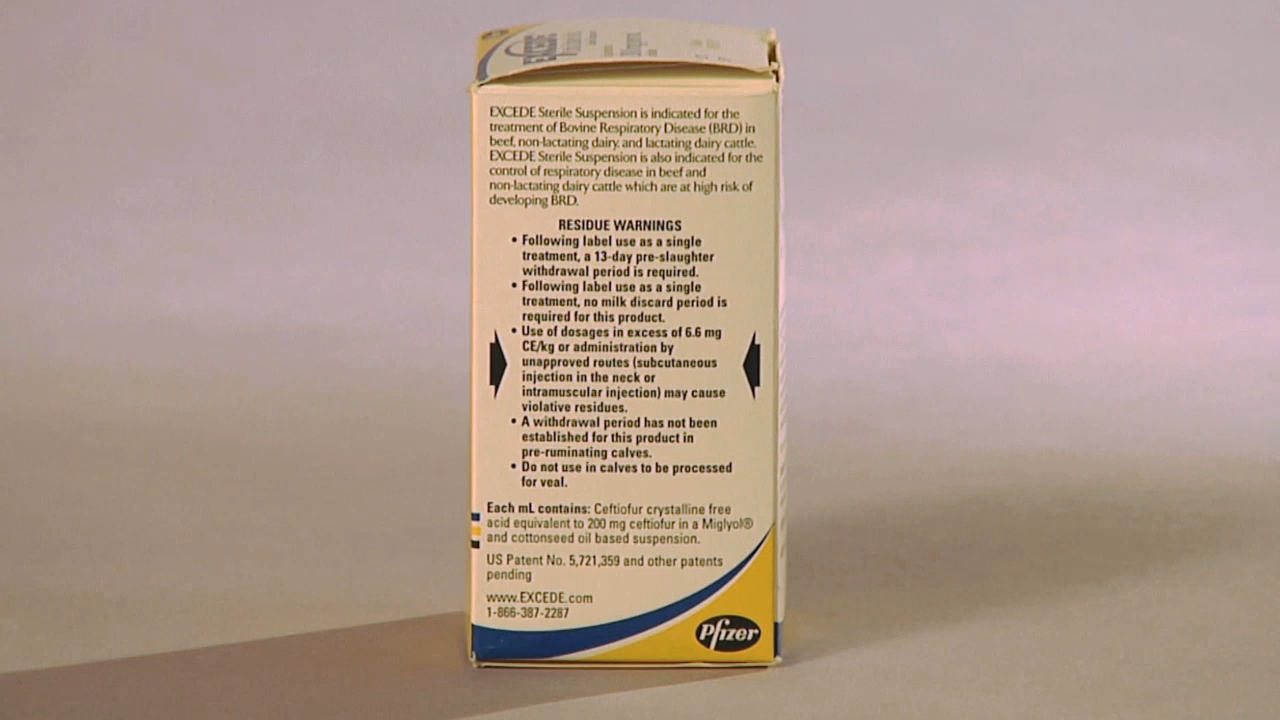 EXCEDE
EXCEDE Sterile Suspension is indicated for the
treatment of Bovine Respiratory Disease (BRD) in
beef, non-lactating dairy, and lactating dairy cattle.
EXCEDE Sterile Suspension is also indicated for the
control of respiratory disease in beef and
non-lactating dairy cattle which are at high risk of
developing BRD.
RESIDUE WARNINGS
• Following label use as a single
treatment, a 13-day pre-slaughter
withdrawal period is required.
• Following label use as a single
treatment, no milk discard period is
required for this product.
• Use of dosages in excess of 6.6 mg
CE/kg or administration by
unapproved routes (subcutaneous
injection in the neck or
intramuscular injection) may cause
violative residues.
• A withdrawal period has not been
established for this product in
pre-ruminating calves.
• Do not use in calves to be processed
for veal.
Each mL contains: Ceftiofur crystalline free
acid equivalent to 200 mg ceftiofur in a Miglyol®
and cottonseed oil based suspension.
US Patent No. 5,721,359 and other patents
pending
www.EXCEDE.com
1-866-387-2287
Pfizer